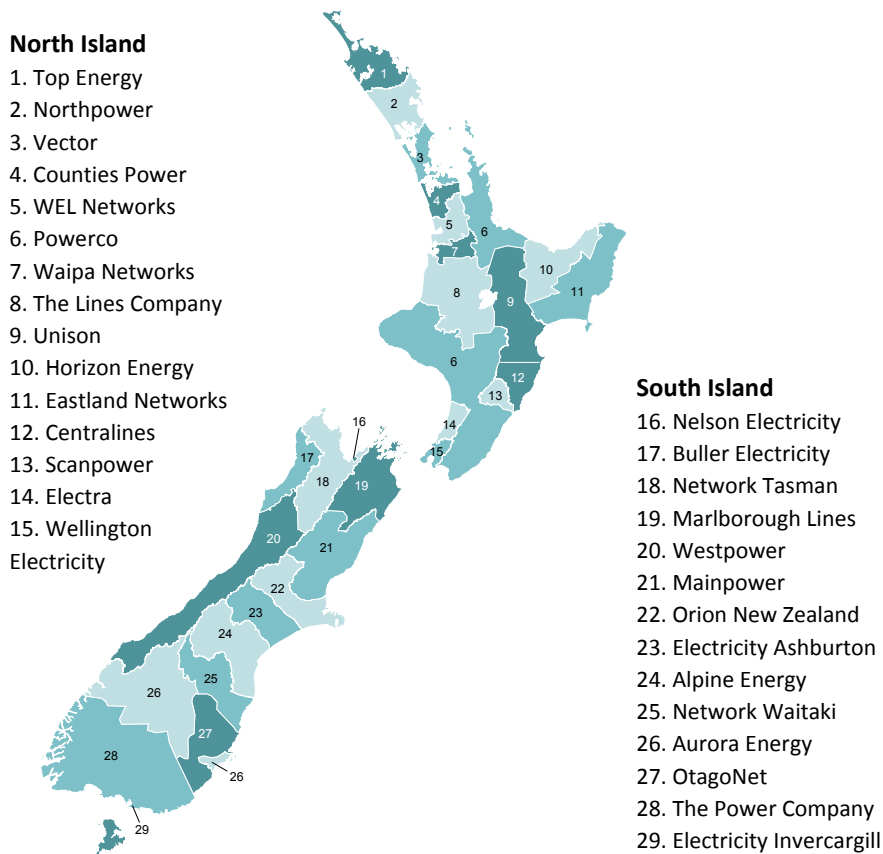 North Island
1. Top Energy
2. Northpower
3. Vector
4. Counties Power
5. WEL Networks
6. Powerco
7. Waipa Networks
8. The Lines Company
9. Unison
10. Horizon Energy
11. Eastland Networks
12. Centralines
13. Scanpower
14. Electra
15. Wellington
Electricity
1
2
3
4
5
6
7
8
9
10
11
6
12
13
14
15
South Island
16. Nelson Electricity
17. Buller Electricity
18. Network Tasman
19. Marlborough Lines
20. Westpower
21. Mainpower
22. Orion New Zealand
23. Electricity Ashburton
24. Alpine Energy
25. Network Waitaki
26. Aurora Energy
27. OtagoNet
28. The Power Company
29. Electricity Invercargill
16
17
18
19
20
21
22
23
24
25
26
27
28
26
29